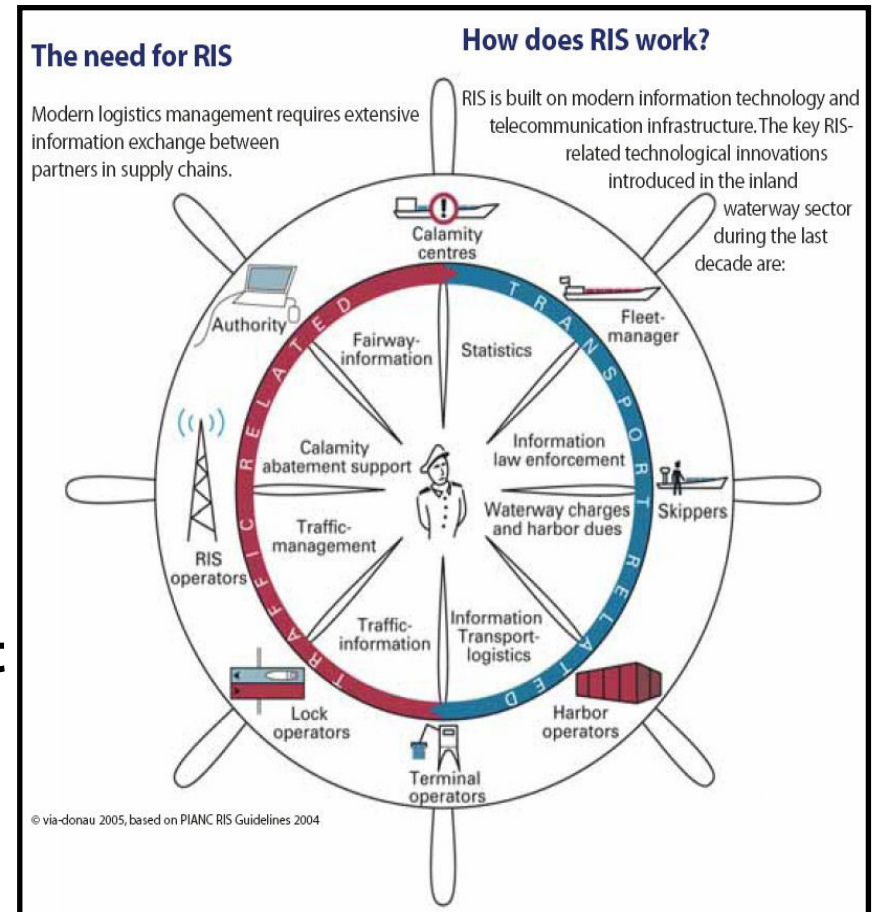 The need for RIS
Modern logistics management requires extensive
information exchange between
partners in supply chains.
How does RIS work?
RIS is built on modern information technology and
telecommunication infrastructure. The key RIS-
related technological innovations
introduced in the inland
waterway sector
during the last
decade are:
Calamity
centres
Fleet-
manager
Skippers
Harbor
operators
Terminal
operators
Lock
operators
RIS
operators
Authority
TRANSPORT RELATED
TRAFFIC RELATED
Fairway-
information
Statistics
Information
law enforcement
Waterway charges
and harbor dues
Information
Transport-
logistics
Traffic-
information
Traffic-
management
Calamity
abatement support
© via-donau 2005, based on PIANC RIS Guidelines 2004